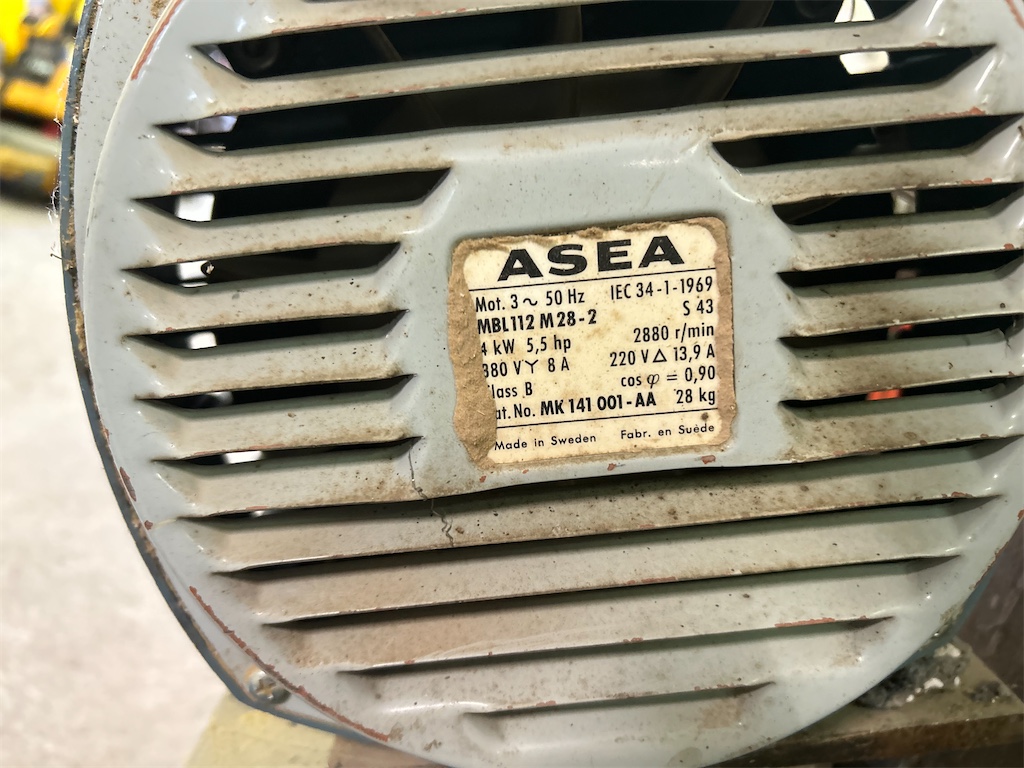 ASEA
Mot. 3 ~ 50 Hz IEC 34-1-1969
MBL112 M28-2 S 43
4 kW 5,5 hp 2880 r/min
380 V Y 8 A 220 V △ 13,9 A
lass B cos φ = 0,90
at. No. MK 141 001-AA 28 kg
Made in Sweden Fabr. en Suède